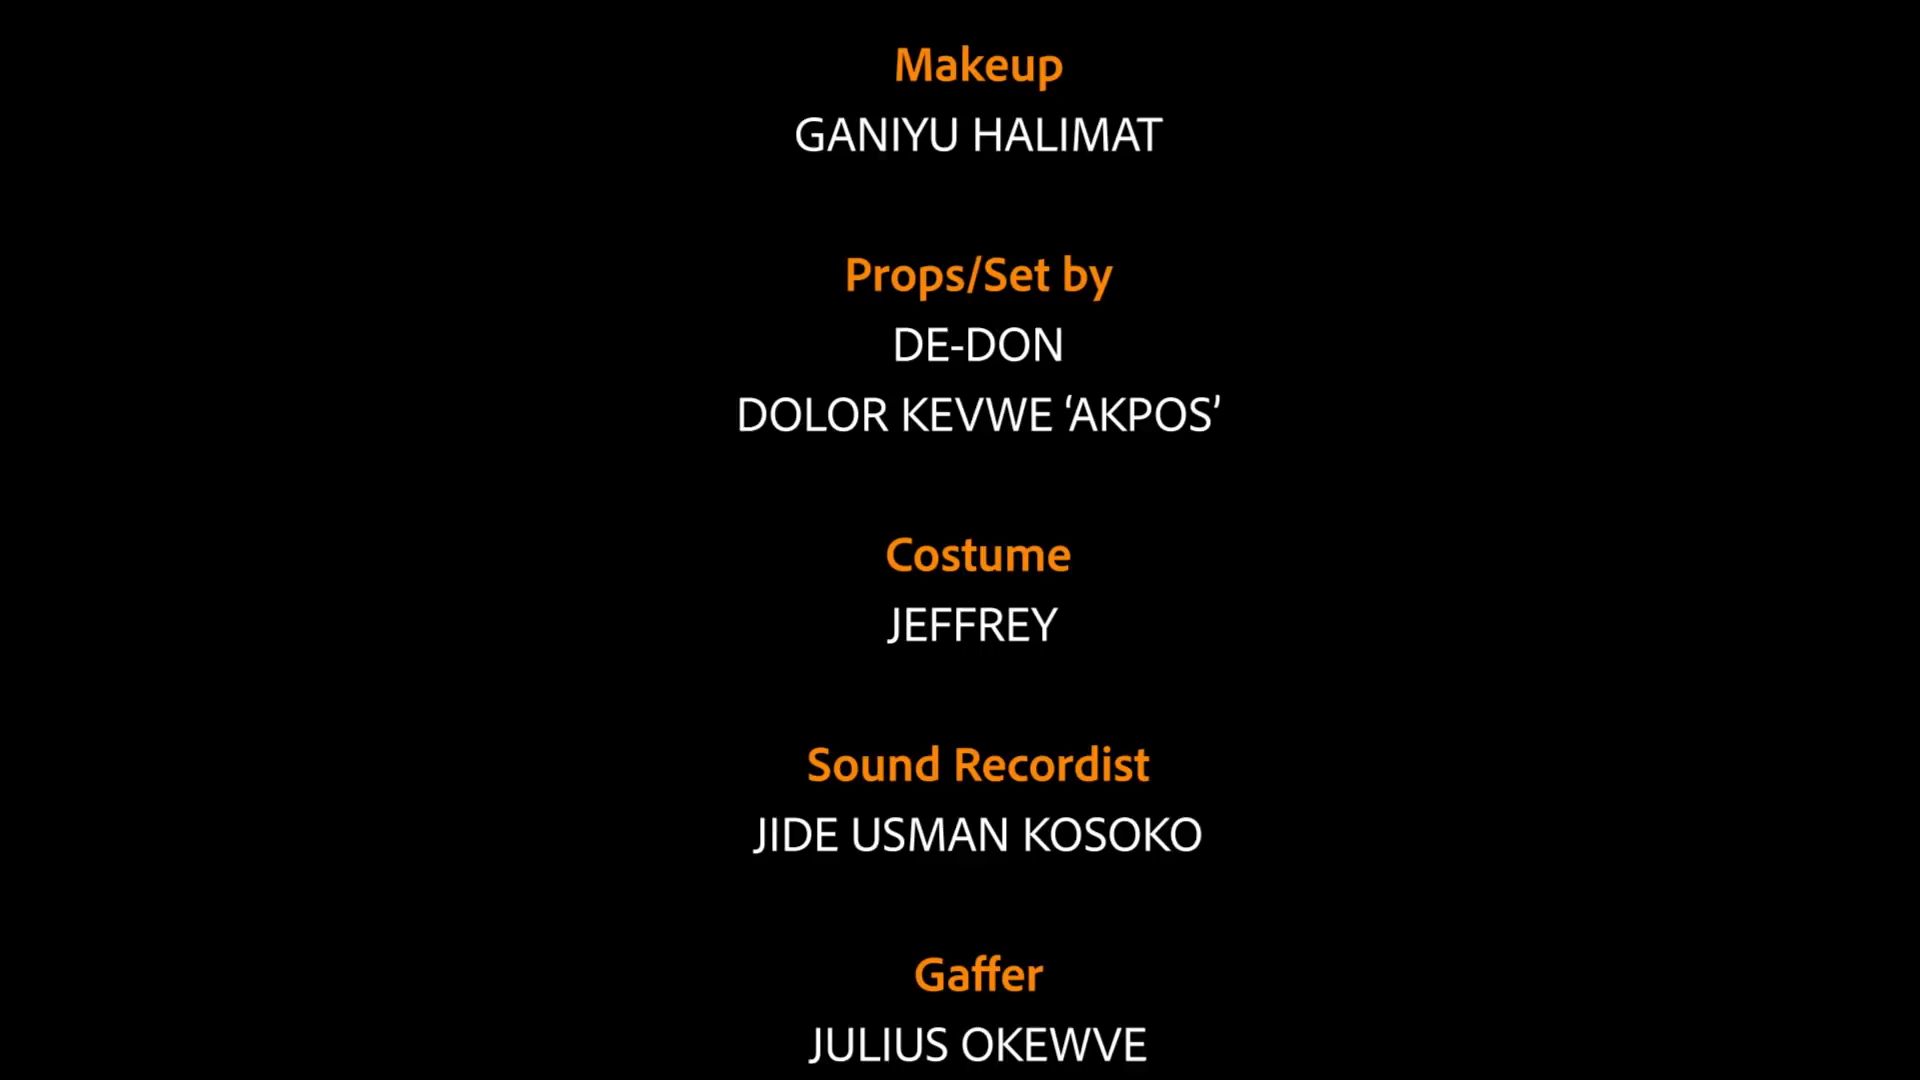 Makeup
GANIYU HALIMAT
Props/Set by
DE-DON
DOLOR KEVWE ‘AKPOS’
Costume
JEFFREY
Sound Recordist
JIDE USMAN KOSOKO
Gaffer
JULIUS OKEWVE